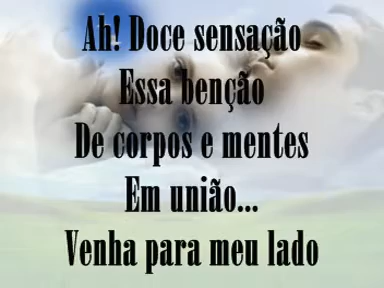 Ah! Doce sensação
Essa benção
De corpos e mentes
Em união...
Venha para meu lado